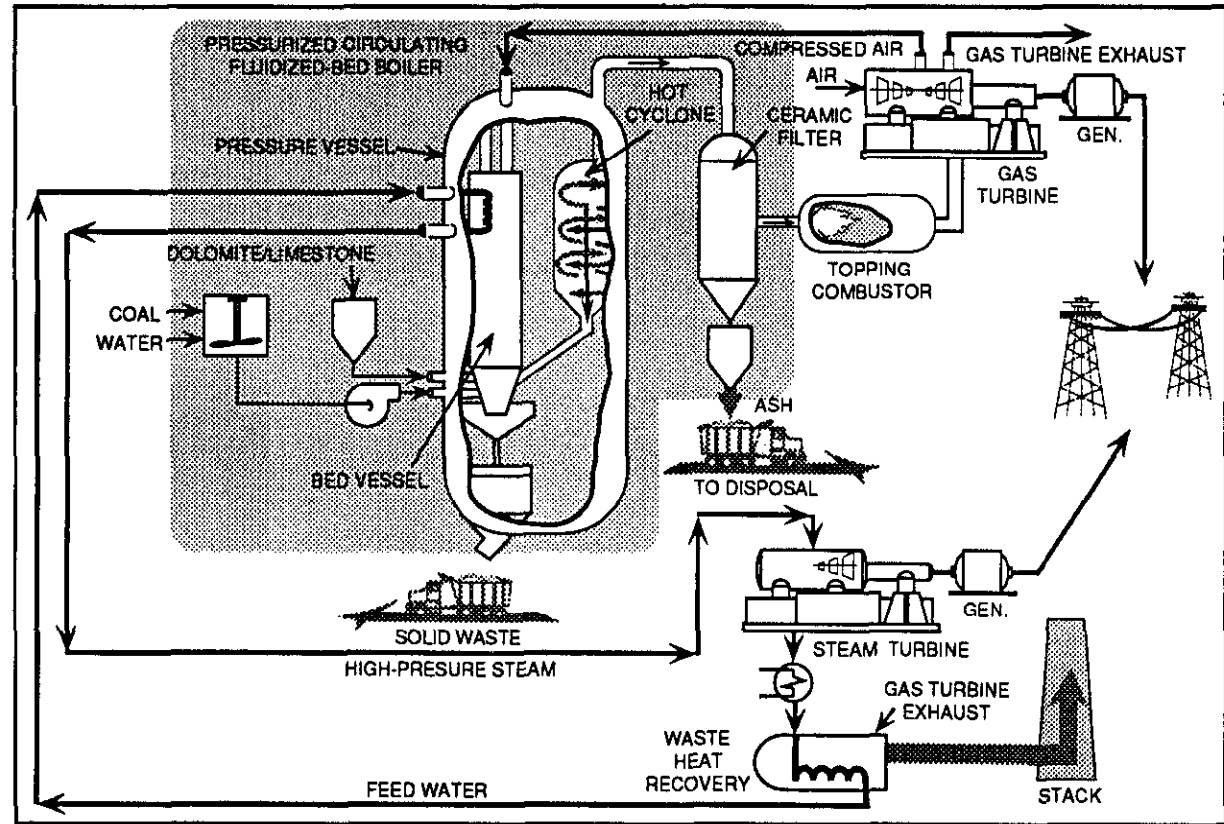 PRESSURIZED CIRCULATING
FLUIDIZED-BED BOILER
COMPRESSED AIR
GAS TURBINE EXHAUST
AIR
HOT
CYCLONE
CERAMIC
FILTER
GEN.
PRESSURE VESSEL
GAS
TURBINE
DOLOMITE/LIMESTONE
TOPPING
COMBUSTOR
COAL
WATER
ASH
BED VESSEL
TO DISPOSAL
GEN.
SOLID WASTE
STEAM TURBINE
HIGH-PRESURE STEAM
GAS TURBINE
EXHAUST
WASTE
HEAT
RECOVERY
FEED WATER
STACK